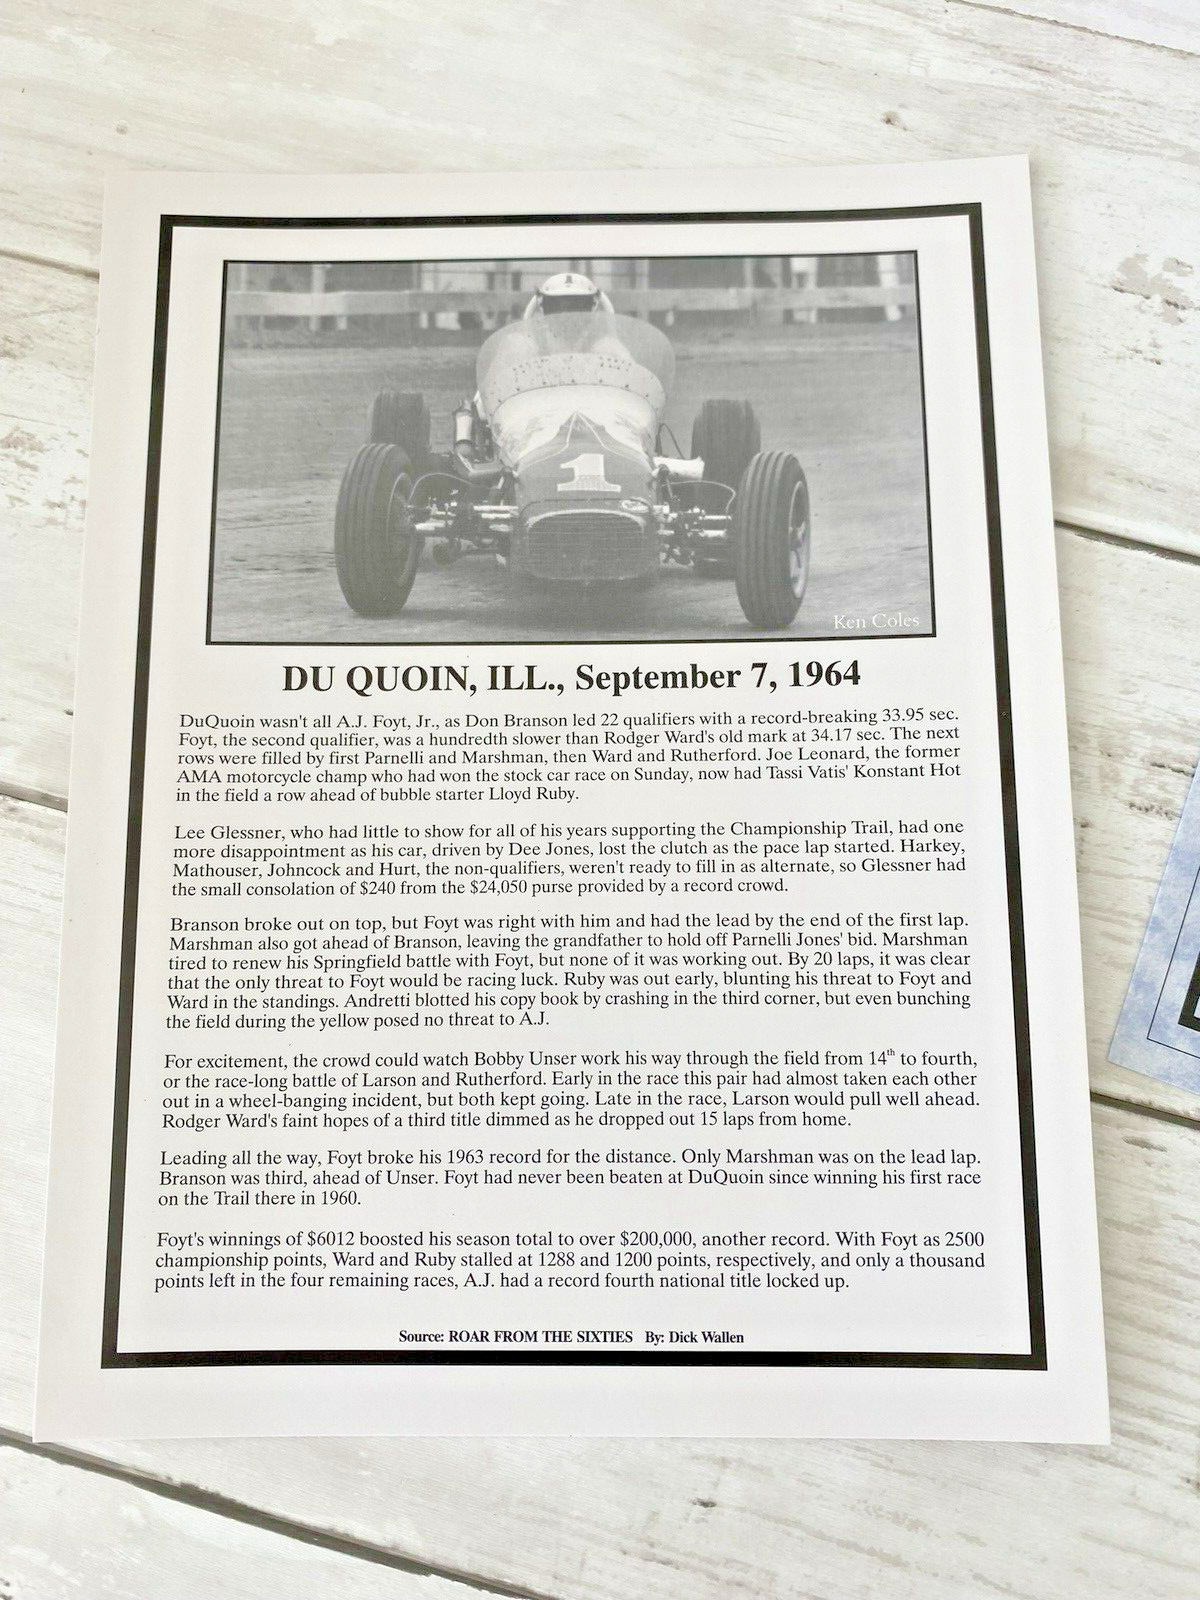 1
Ken Coles
DU QUOIN, ILL., September 7, 1964
DuQuoin wasn't all A.J. Foyt, Jr., as Don Branson led 22 qualifiers with a record-breaking 33.95 sec.
Foyt, the second qualifier, was a hundredth slower than Rodger Ward's old mark at 34.17 sec. The next
rows were filled by first Parnelli and Marshman, then Ward and Rutherford. Joe Leonard, the former
AMA motorcycle champ who had won the stock car race on Sunday, now had Tassi Vatis' Konstant Hot
in the field a row ahead of bubble starter Lloyd Ruby.
Lee Glessner, who had little to show for all of his years supporting the Championship Trail, had one
more disappointment as his car, driven by Dee Jones, lost the clutch as the pace lap started. Harkey,
Mathouser, Johncock and Hurt, the non-qualifiers, weren't ready to fill in as alternate, so Glessner had
the small consolation of $240 from the $24,050 purse provided by a record crowd.
Branson broke out on top, but Foyt was right with him and had the lead by the end of the first lap.
Marshman also got ahead of Branson, leaving the grandfather to hold off Parnelli Jones' bid. Marshman
tired to renew his Springfield battle with Foyt, but none of it was working out. By 20 laps, it was clear
that the only threat to Foyt would be racing luck. Ruby was out early, blunting his threat to Foyt and
Ward in the standings. Andretti blotted his copy book by crashing in the third corner, but even bunching
the field during the yellow posed no threat to A.J.
For excitement, the crowd could watch Bobby Unser work his way through the field from 14th to fourth,
or the race-long battle of Larson and Rutherford. Early in the race this pair had almost taken each other
out in a wheel-banging incident, but both kept going. Late in the race, Larson would pull well ahead.
Rodger Ward's faint hopes of a third title dimmed as he dropped out 15 laps from home.
Leading all the way, Foyt broke his 1963 record for the distance. Only Marshman was on the lead lap.
Branson was third, ahead of Unser. Foyt had never been beaten at DuQuoin since winning his first race
on the Trail there in 1960.
Foyt's winnings of $6012 boosted his season total to over $200,000, another record. With Foyt as 2500
championship points, Ward and Ruby stalled at 1288 and 1200 points, respectively, and only a thousand
points left in the four remaining races, A.J. had a record fourth national title locked up.
Source: ROAR FROM THE SIXTIES By: Dick Wallen